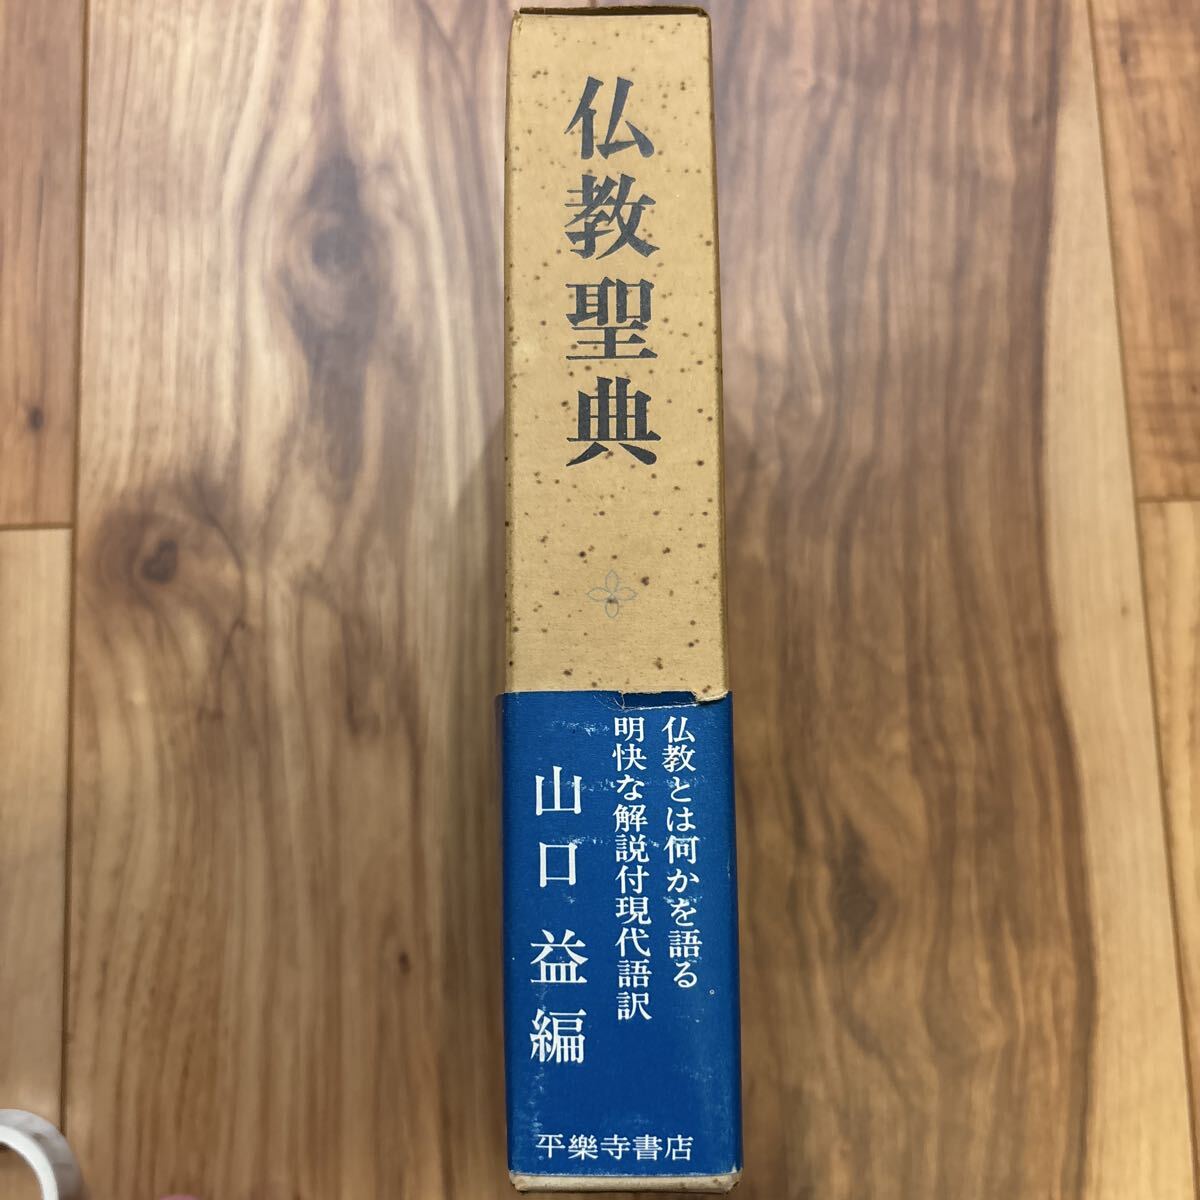 仏教聖典
仏教とは何かを語る
明快な解説付現代語訳
山口益編
平樂寺書店